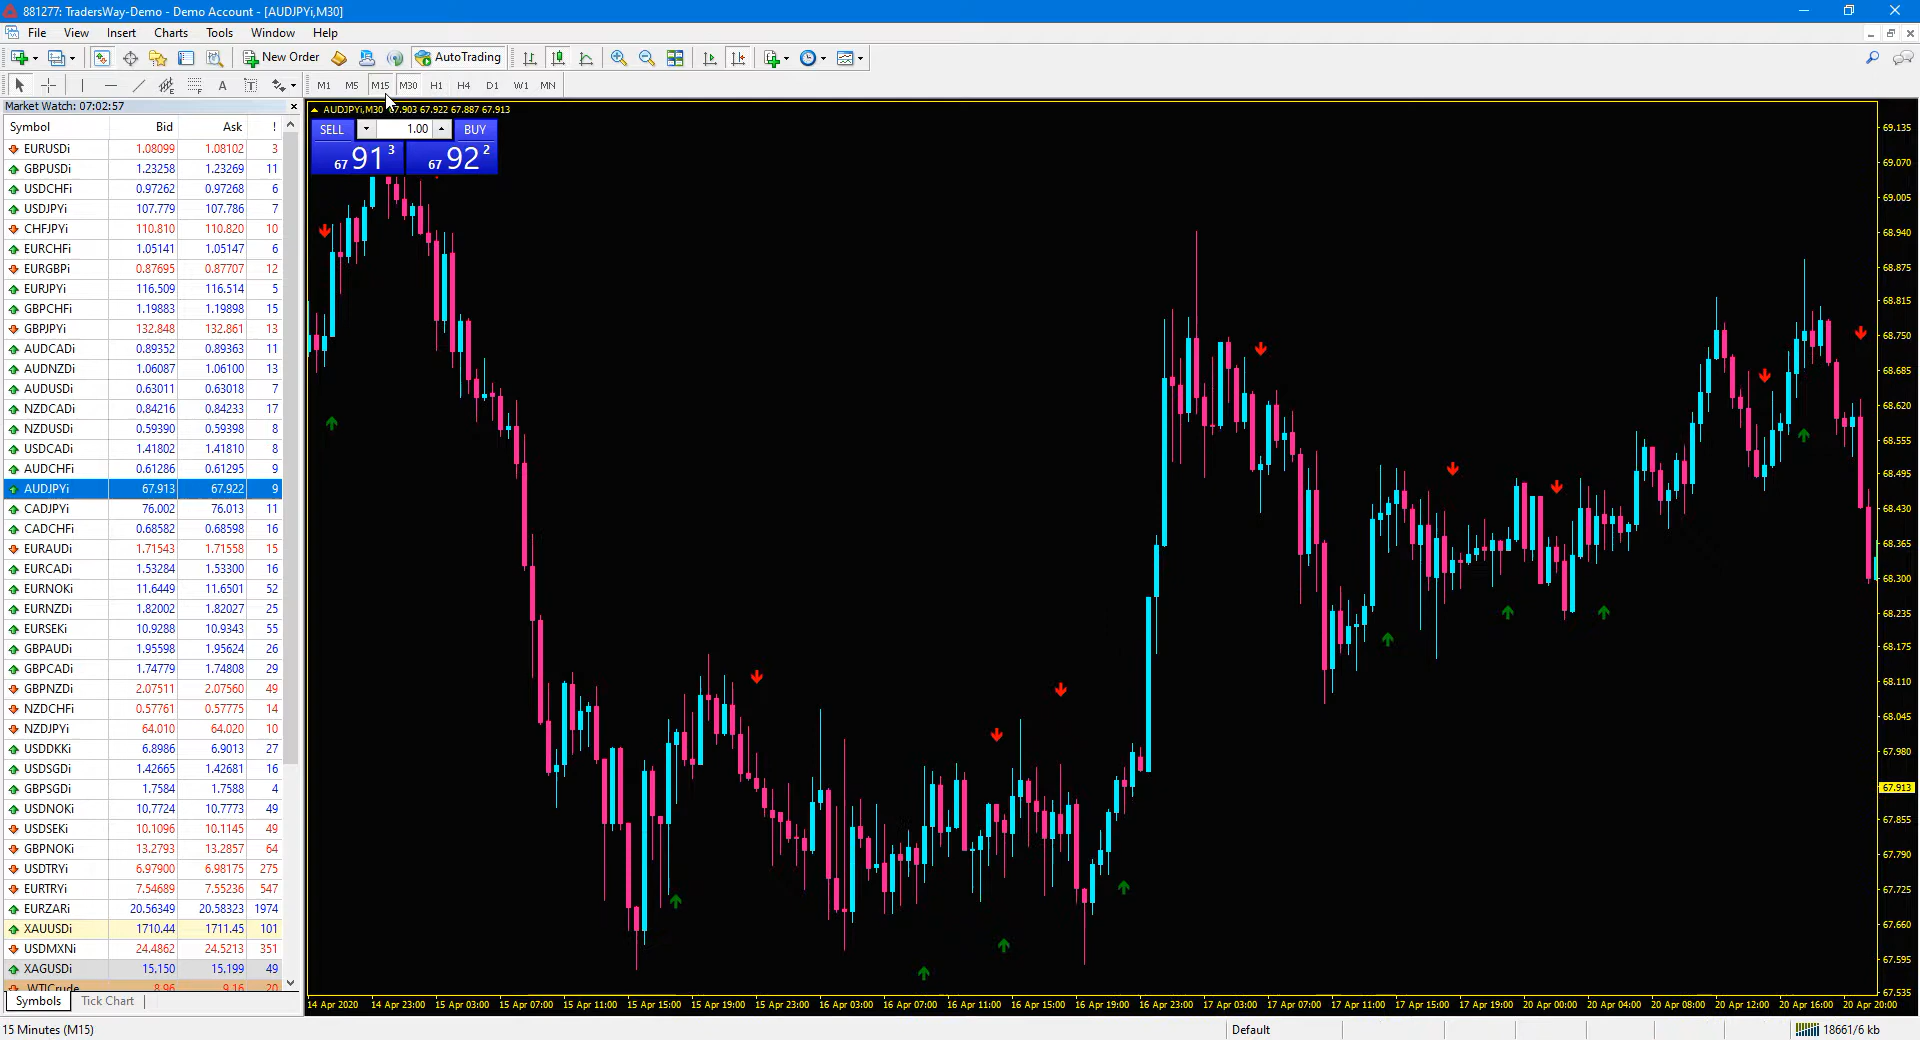 881277: TradersWay-Demo - Demo Account - [AUDJPYi,M30]
File View Insert Charts Tools Window Help
New Order AutoTrading
A T M1 M5 M15 M30 H1 H4 D1 W1 MN
Market Watch: 07:02:57
Symbol Bid Ask !
EURUSDi 1.08099 1.08102 3
GBPUSDi 1.23258 1.23269 11
USDCHFi 0.97262 0.97268 6
USDJPYi 107.779 107.786 7
CHFJPYi 110.810 110.820 10
EURCHFi 1.05141 1.05147 6
EURGBPi 0.87695 0.87707 12
EURJPYi 116.509 116.514 5
GBPCHFi 1.19883 1.19898 15
GBPJPYi 132.848 132.861 13
AUDCADi 0.89352 0.89363 11
AUDNZDi 1.06087 1.06100 13
AUDUSDi 0.63011 0.63018 7
NZDCADi 0.84216 0.84233 17
NZDUSDi 0.59390 0.59398 8
USDCADi 1.41802 1.41810 8
AUDCHFi 0.61286 0.61295 9
AUDJPYi 67.913 67.922 9
CADJPYi 76.002 76.013 11
CADCHFi 0.68582 0.68598 16
EURAUDi 1.71543 1.71558 15
EURCADi 1.53284 1.53300 16
EURNOKi 11.6449 11.6501 52
EURNZDi 1.82002 1.82027 25
EURSEKi 10.9288 10.9343 55
GBPAUDi 1.95598 1.95624 26
GBPCADi 1.74779 1.74808 29
GBPNZDi 2.07511 2.07560 49
NZDCHFi 0.57761 0.57775 14
NZDJPYi 64.010 64.020 10
USDDKKi 6.8986 6.9013 27
USDSGDi 1.42665 1.42681 16
GBPSGDi 1.7584 1.7588 4
USDNOKi 10.7724 10.7773 49
USDSEKi 10.1096 10.1145 49
GBPNOKi 13.2793 13.2857 64
USDTRYi 6.97900 6.98175 275
EURTRYi 7.54689 7.55236 547
EURZARi 20.56349 20.58323 1974
XAUUSDi 1710.44 1711.45 101
USDMXNi 24.4862 24.5213 351
XAGUSDi 15.150 15.199 49
WTICrude 8.96 9.16 20
Symbols Tick Chart
15 Minutes (M15)
AUDJPYi,M30 67.903 67.922 67.887 67.913
SELL 1.00 BUY
67 91 3 67 92 2
69.135
69.070
69.005
68.940
68.875
68.815
68.750
68.685
68.620
68.555
68.495
68.430
68.365
68.300
68.235
68.175
68.110
68.045
67.980
67.913
67.855
67.790
67.725
67.660
67.595
67.535
14 Apr 2020 14 Apr 23:00 15 Apr 03:00 15 Apr 07:00 15 Apr 11:00 15 Apr 15:00 15 Apr 19:00 15 Apr 23:00 16 Apr 03:00 16 Apr 07:00 16 Apr 11:00 16 Apr 15:00 16 Apr 19:00 16 Apr 23:00 17 Apr 03:00 17 Apr 07:00 17 Apr 11:00 17 Apr 15:00 17 Apr 19:00 20 Apr 00:00 20 Apr 04:00 20 Apr 08:00 20 Apr 12:00 20 Apr 16:00 20 Apr 20:00
Default 18661/6 kb